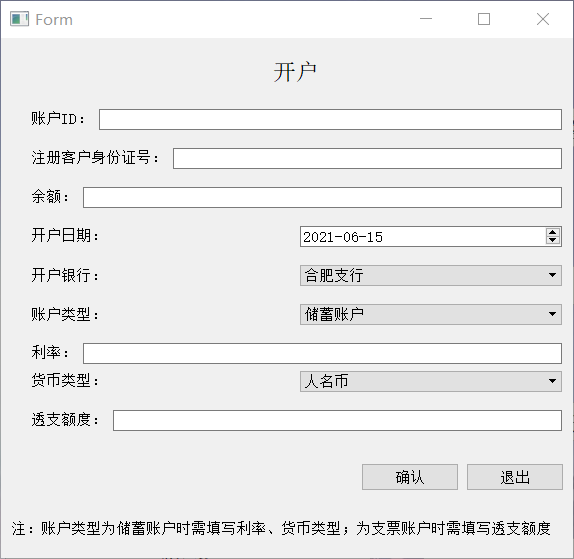 Form
开户
账户ID：
注册客户身份证号：
余额：
开户日期： 2021-06-15
开户银行： 合肥支行
账户类型： 储蓄账户
利率：
货币类型： 人名币
透支额度：
确认 退出
注：账户类型为储蓄账户时需填写利率、货币类型；为支票账户时需填写透支额度